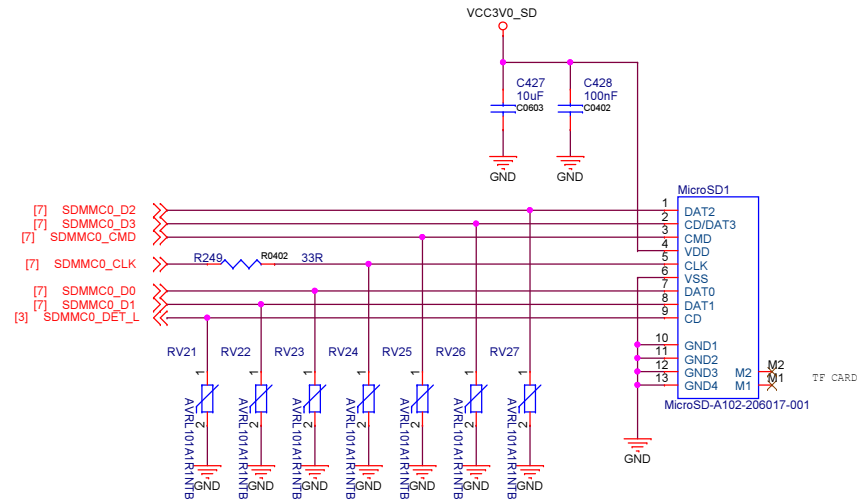 VCC3V0_SD
C427
10uF
C0603
C428
100nF
C0402
GND
GND
MicroSD1
[7] SDMMC0_D2
1
DAT2
[7] SDMMC0_D3
2
CD/DAT3
[7] SDMMC0_CMD
3
CMD
4
VDD
[7] SDMMC0_CLK
R249
R0402
33R
5
CLK
6
VSS
[7] SDMMC0_D0
7
DAT0
[7] SDMMC0_D1
8
DAT1
[3] SDMMC0_DET_L
9
CD
10
GND1
11
GND2
12
GND3
13
GND4
M2
M2
M1
M1
TF CARD
MicroSD-A102-206017-001
RV21
RV22
RV23
RV24
RV25
RV26
RV27
1
1
1
1
1
1
1
2
2
2
2
2
2
2
AVRL101A1R1NTB
AVRL101A1R1NTB
AVRL101A1R1NTB
AVRL101A1R1NTB
AVRL101A1R1NTB
AVRL101A1R1NTB
AVRL101A1R1NTB
GND
GND
GND
GND
GND
GND
GND
GND